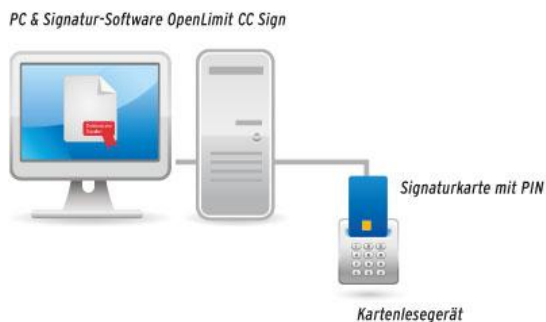 PC & Signatur-Software OpenLimit CC Sign
Signaturkarte mit PIN
Kartenlesegerät